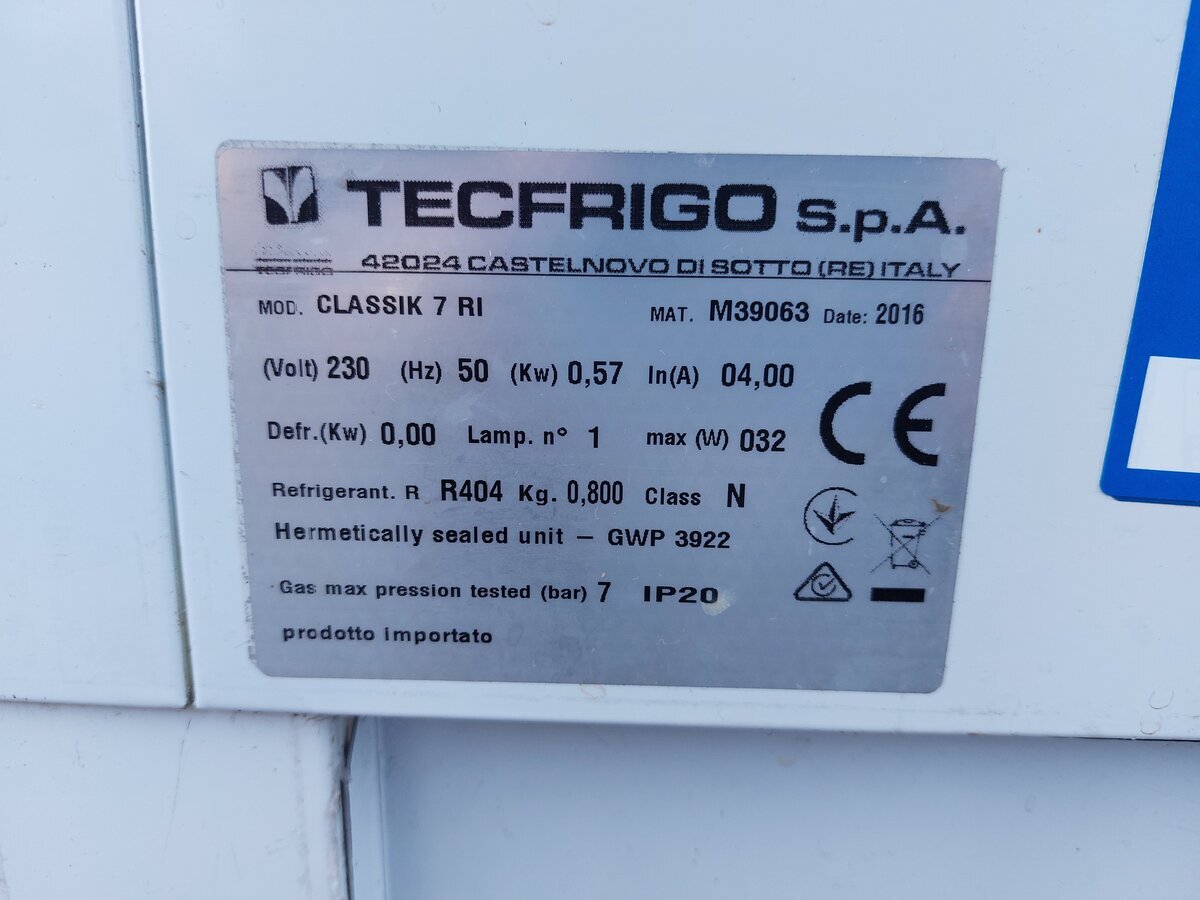 TECFRIGO S.p.A.
TECFRIGO
42024 CASTELNOVO DI SOTTO (RE) ITALY
MOD. CLASSIK 7 RI MAT. M39063 Date: 2016
(Volt) 230 (Hz) 50 (Kw) 0,57 In(A) 04,00
Defr.(Kw) 0,00 Lamp. n° 1 max (W) 032
CE
Refrigerant. R R404 Kg. 0,800 Class N
Hermetically sealed unit – GWP 3922
Gas max pression tested (bar) 7 IP20
prodotto importato